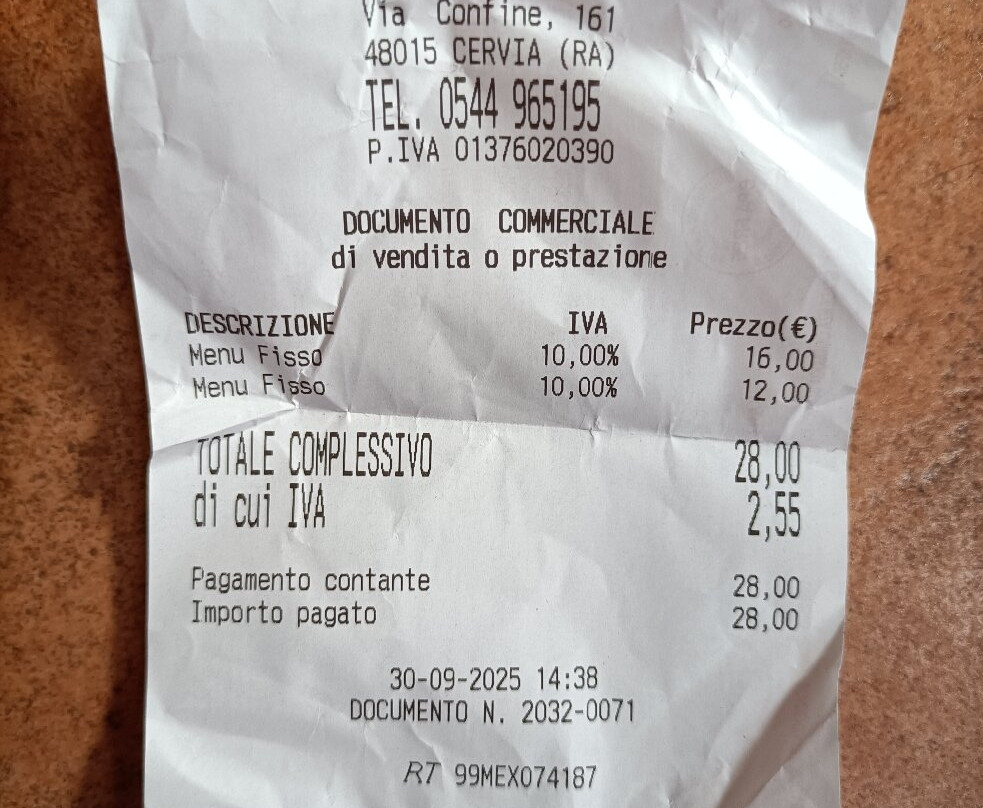 Via Confine, 161
48015 CERVIA (RA)
TEL. 0544 965195
P.IVA 01376020390
DOCUMENTO COMMERCIALE
di vendita o prestazione
DESCRIZIONE IVA Prezzo(€)
Menu Fisso 10,00% 16,00
Menu Fisso 10,00% 12,00
TOTALE COMPLESSIVO 28,00
di cui IVA 2,55
Pagamento contante 28,00
Importo pagato 28,00
30-09-2025 14:38
DOCUMENTO N. 2032-0071
RT 99MEX074187